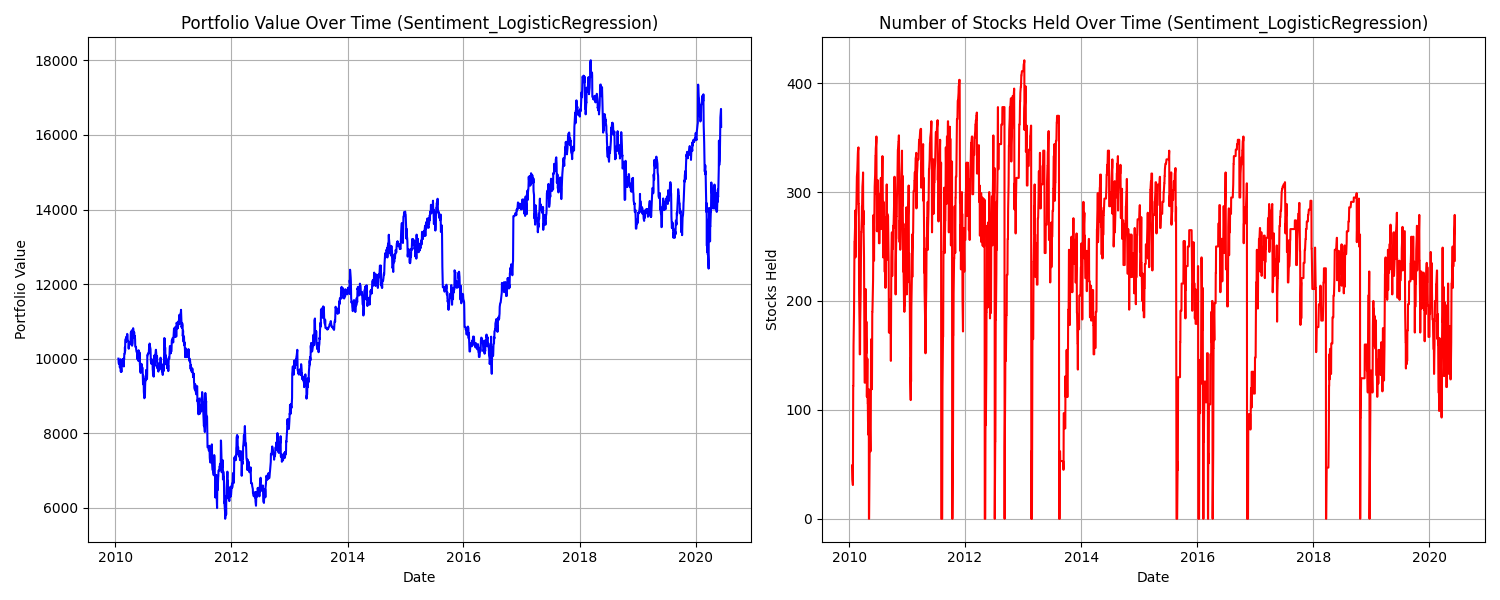 Portfolio Value Over Time (Sentiment_LogisticRegression)
Portfolio Value
18000
16000
14000
12000
10000
8000
6000
2010 2012 2014 2016 2018 2020
Date
Number of Stocks Held Over Time (Sentiment_LogisticRegression)
Stocks Held
400
300
200
100
0
2010 2012 2014 2016 2018 2020
Date